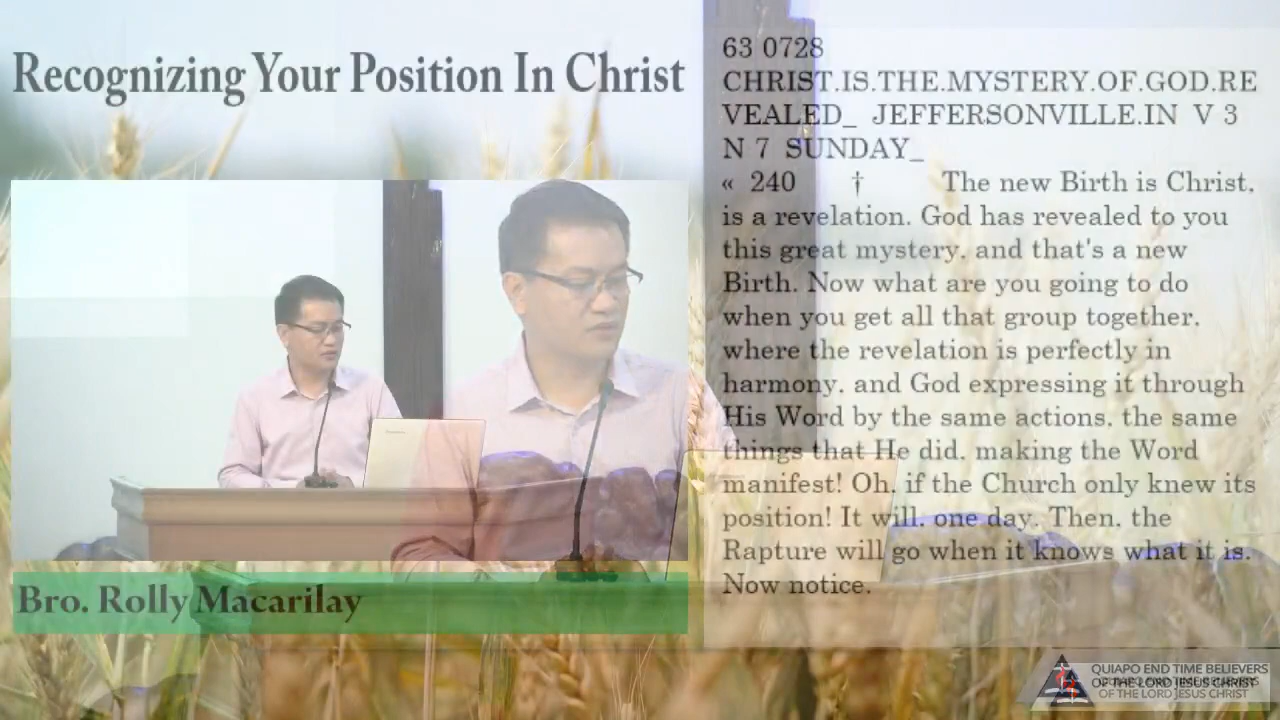 Recognizing Your Position In Christ
63 0728
CHRIST.IS.THE.MYSTERY.OF.GOD.RE
VEALED_ JEFFERSONVILLE.IN V 3
N 7 SUNDAY_
« 240 † The new Birth is Christ,
is a revelation. God has revealed to you
this great mystery, and that's a new
Birth. Now what are you going to do
when you get all that group together,
where the revelation is perfectly in
harmony, and God expressing it through
His Word by the same actions, the same
things that He did, making the Word
manifest! Oh, if the Church only knew its
position! It will, one day. Then, the
Rapture will go when it knows what it is.
Now notice.
Bro. Rolly Macarilay
QUIAPO END TIME BELIEVERS
OF THE LORD JESUS CHRIST
OF THE LORD JESUS CHRIST